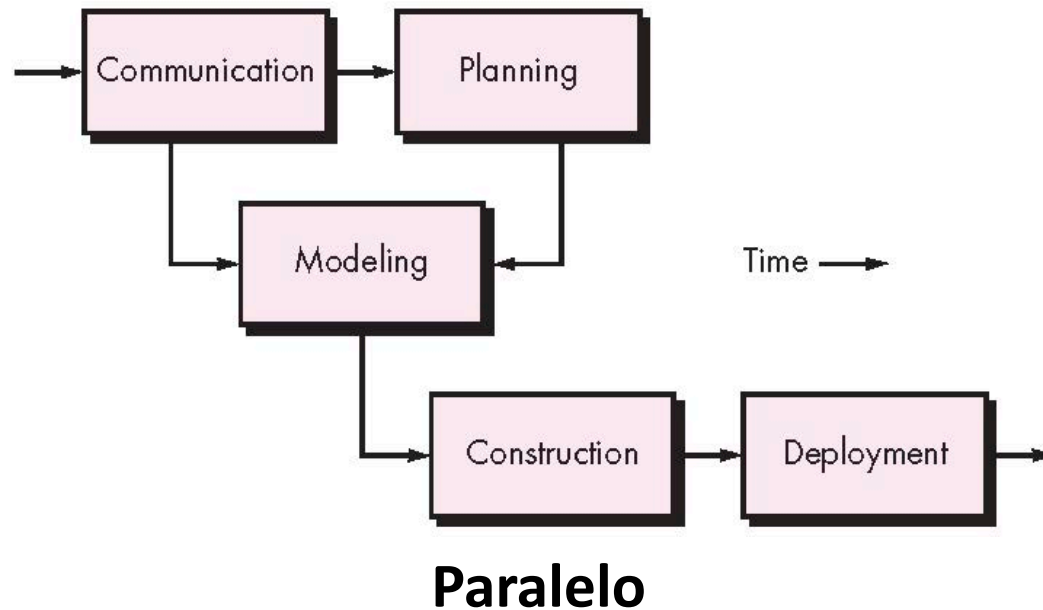 Communication
Planning
Modeling
Time
Construction
Deployment
Paralelo